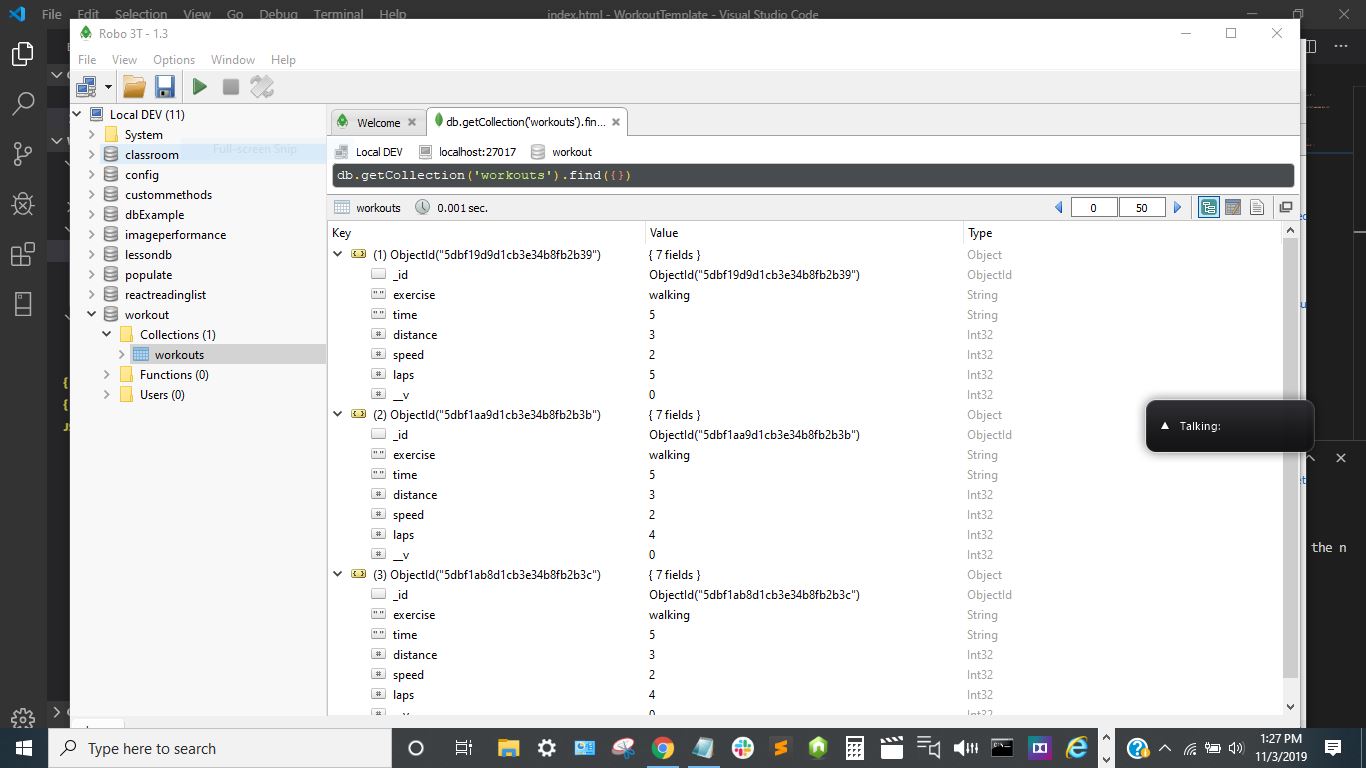 File Edit Selection View Go Debug Terminal Help index.html - WorkoutTemplate - Visual Studio Code
Robo 3T - 1.3
File View Options Window Help
Local DEV (11)
System
classroom
Full-screen Snip
config
custommethods
dbExample
imageperformance
lessondb
populate
reactreadinglist
workout
Collections (1)
workouts
Functions (0)
Users (0)
Welcome db.getCollection('workouts').fin...
Local DEV localhost:27017 workout
db.getCollection('workouts').find({})
workouts 0.001 sec. 0 50
Key Value Type
(1) ObjectId("5dbf19d9d1cb3e34b8fb2b39") { 7 fields } Object
_id ObjectId("5dbf19d9d1cb3e34b8fb2b39") ObjectId
exercise walking String
time 5 String
distance 3 Int32
speed 2 Int32
laps 5 Int32
__v 0 Int32
(2) ObjectId("5dbf1aa9d1cb3e34b8fb2b3b") { 7 fields } Object
_id ObjectId("5dbf1aa9d1cb3e34b8fb2b3b") ObjectId
exercise walking String
time 5 String
distance 3 Int32
speed 2 Int32
laps 4 Int32
__v 0 Int32
(3) ObjectId("5dbf1ab8d1cb3e34b8fb2b3c") { 7 fields } Object
_id ObjectId("5dbf1ab8d1cb3e34b8fb2b3c") ObjectId
exercise walking String
time 5 String
distance 3 Int32
speed 2 Int32
laps 4 Int32
__v 0 Int32
Talking:
the n
Type here to search
1:27 PM
11/3/2019